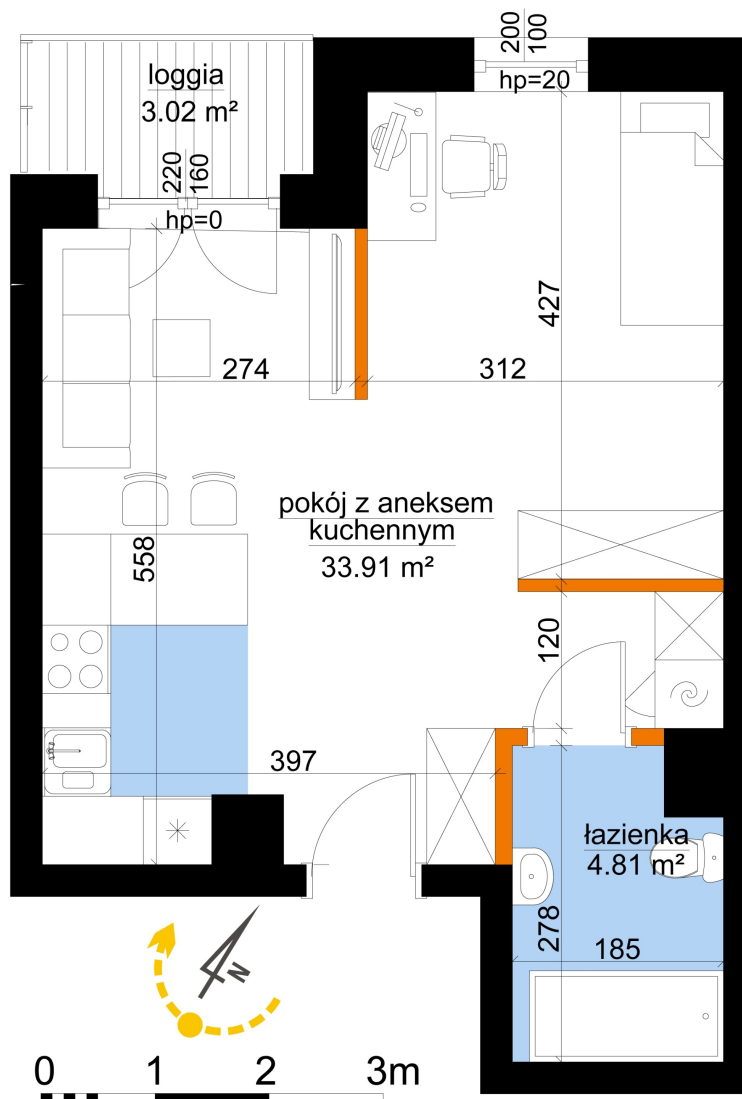 loggia
3.02 m²
220
160
hp=0
200
100
hp=20
427
274
312
pokój z aneksem
kuchennym
33.91 m²
558
120
397
łazienka
4.81 m²
278
185
N
0 1 2 3m